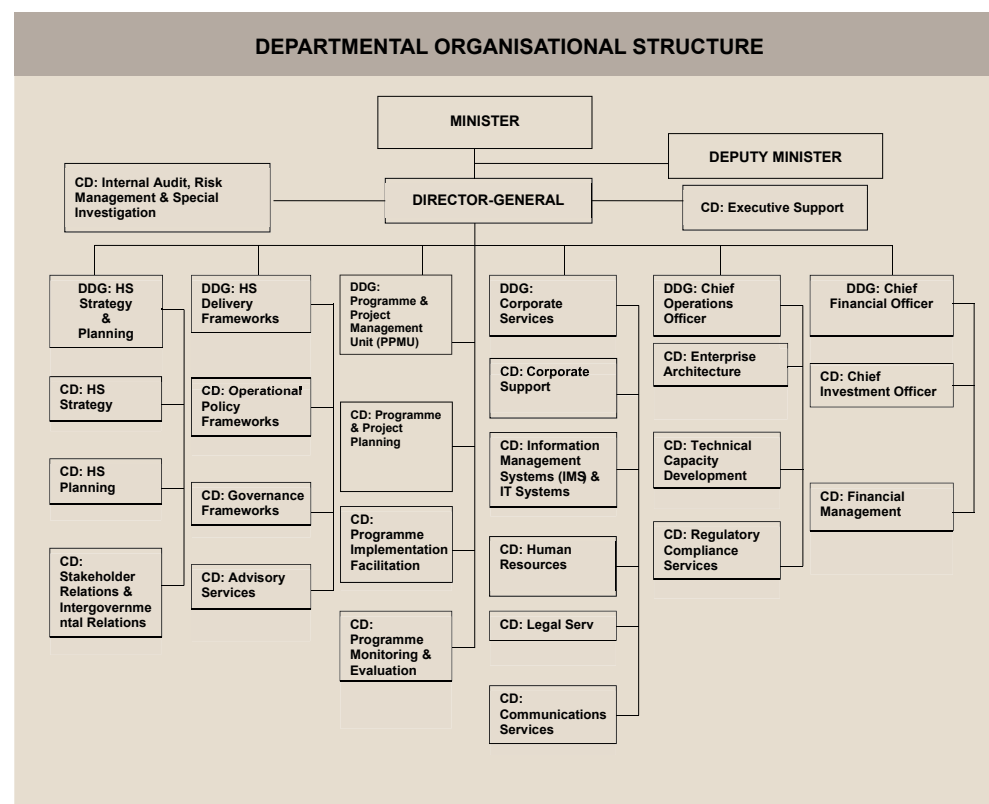 DEPARTMENTAL ORGANISATIONAL STRUCTURE
MINISTER
DEPUTY MINISTER
CD: Internal Audit, Risk
Management & Special
Investigation
DIRECTOR-GENERAL
CD: Executive Support
DDG: HS
Strategy
&
Planning
CD: HS
Strategy
CD: HS
Planning
CD:
Stakeholder
Relations &
Intergovernme
ntal Relations
DDG: HS
Delivery
Frameworks
CD: Operational
Policy
Frameworks
CD: Governance
Frameworks
CD: Advisory
Services
DDG:
Programme &
Project
Management
Unit (PPMU)
CD: Programme
& Project
Planning
CD:
Programme
Implementation
Facilitation
CD:
Programme
Monitoring &
Evaluation
DDG:
Corporate
Services
CD: Corporate
Support
CD: Information
Management
Systems (IMS) &
IT Systems
CD: Human
Resources
CD: Legal Serv
CD:
Communications
Services
DDG: Chief
Operations
Officer
CD: Enterprise
Architecture
CD: Technical
Capacity
Development
CD: Regulatory
Compliance
Services
DDG: Chief
Financial Officer
CD: Chief
Investment Officer
CD: Financial
Management